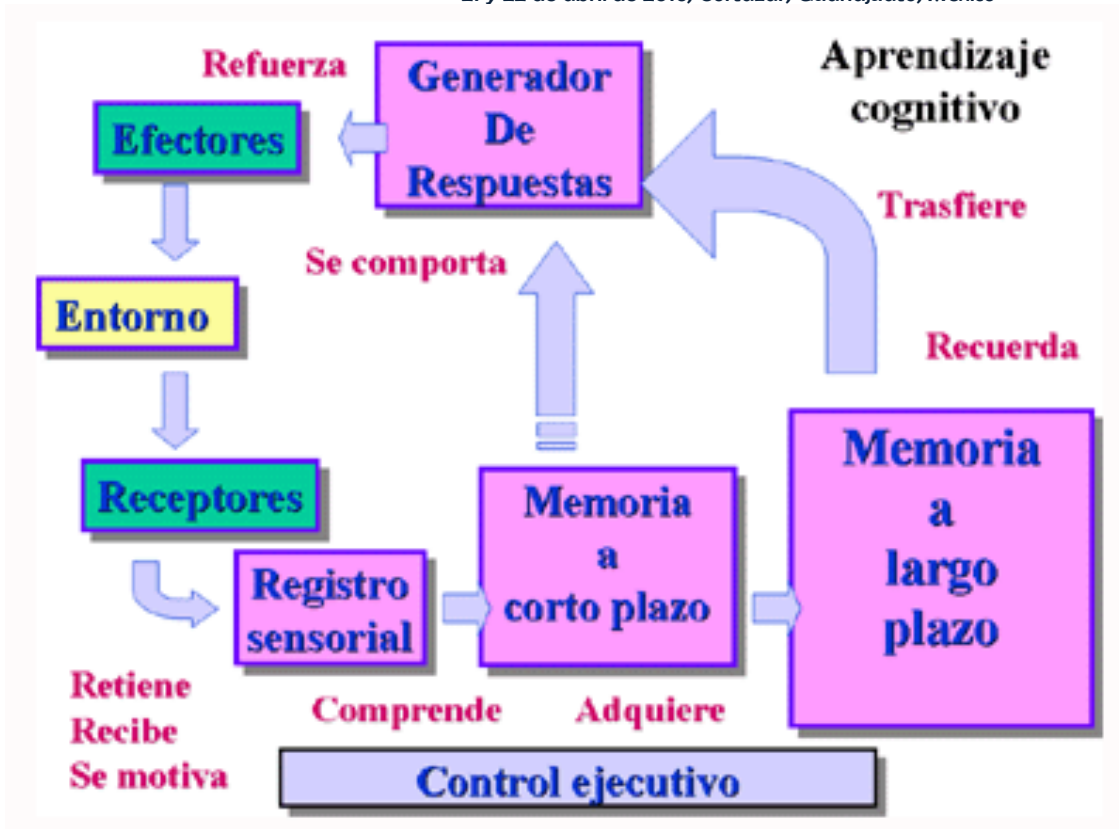 Aprendizaje
cognitivo
Refuerza
Generador
De
Respuestas
Efectores
Trasfiere
Se comporta
Entorno
Recuerda
Receptores
Memoria
a
corto plazo
Memoria
a
largo
plazo
Registro
sensorial
Retiene
Recibe
Se motiva
Comprende
Adquiere
Control ejecutivo